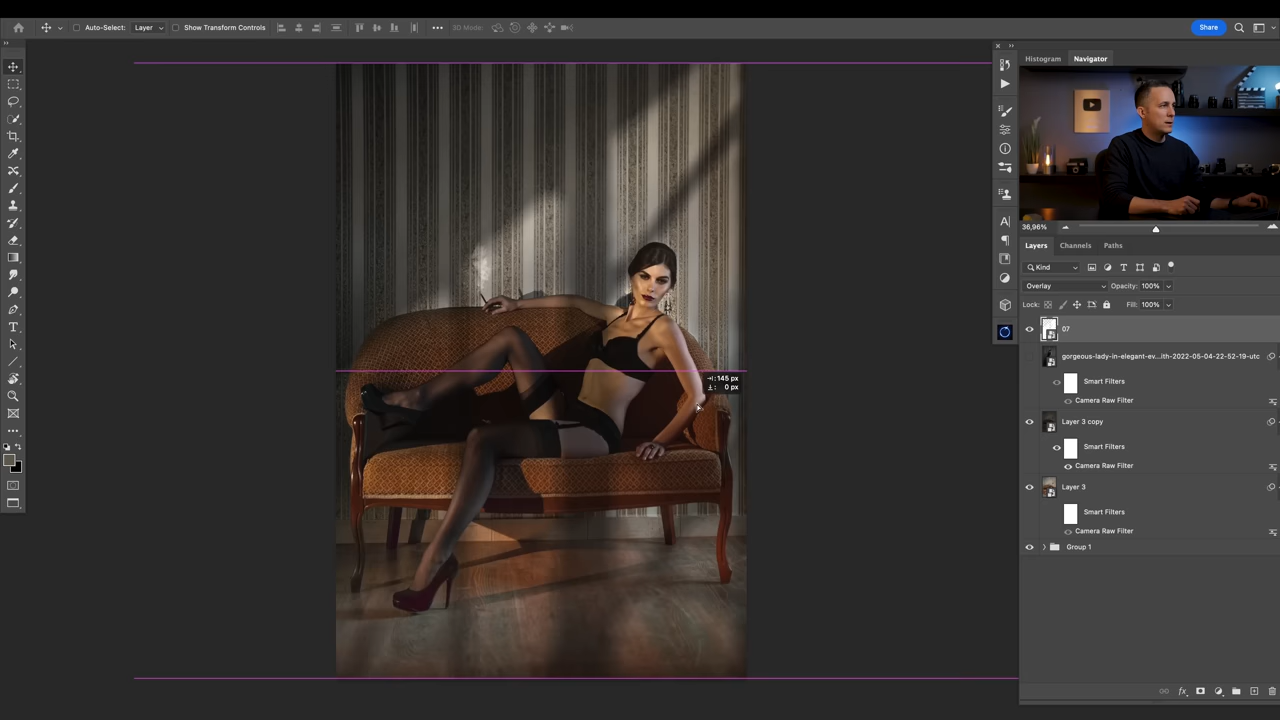 Auto-Select: Layer Show Transform Controls 3D Mode: Share
Histogram Navigator
36,96%
Layers Channels Paths
Kind
Overlay Opacity: 100%
Lock: Fill: 100%
07
gorgeous-lady-in-elegant-ev...ith-2022-05-04-22-52-19-utc
Smart Filters
Camera Raw Filter
Layer 3 copy
Smart Filters
Camera Raw Filter
Layer 3
Smart Filters
Camera Raw Filter
Group 1
: 145 px
: 0 px
fx